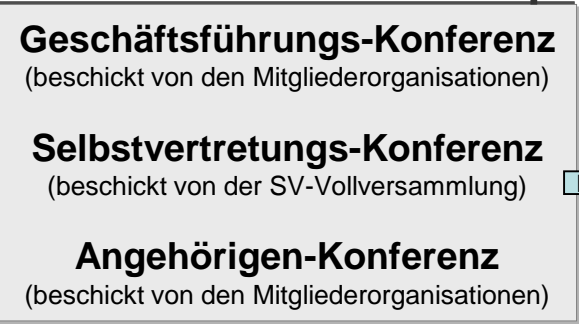 Geschäftsführungs-Konferenz
(beschickt von den Mitgliederorganisationen)
Selbstvertretungs-Konferenz
(beschickt von der SV-Vollversammlung)
Angehörigen-Konferenz
(beschickt von den Mitgliederorganisationen)